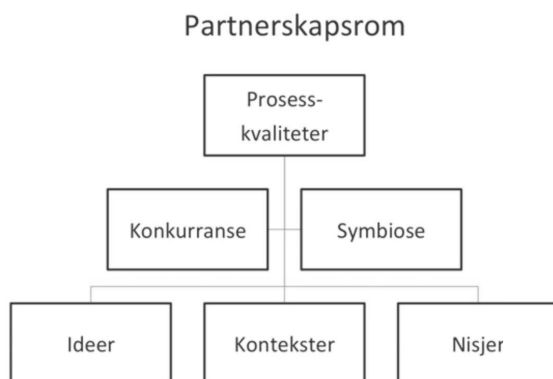 Partnerskapsrom
Prosess-
kvaliteter
Konkurranse
Symbiose
Ideer
Kontekster
Nisjer